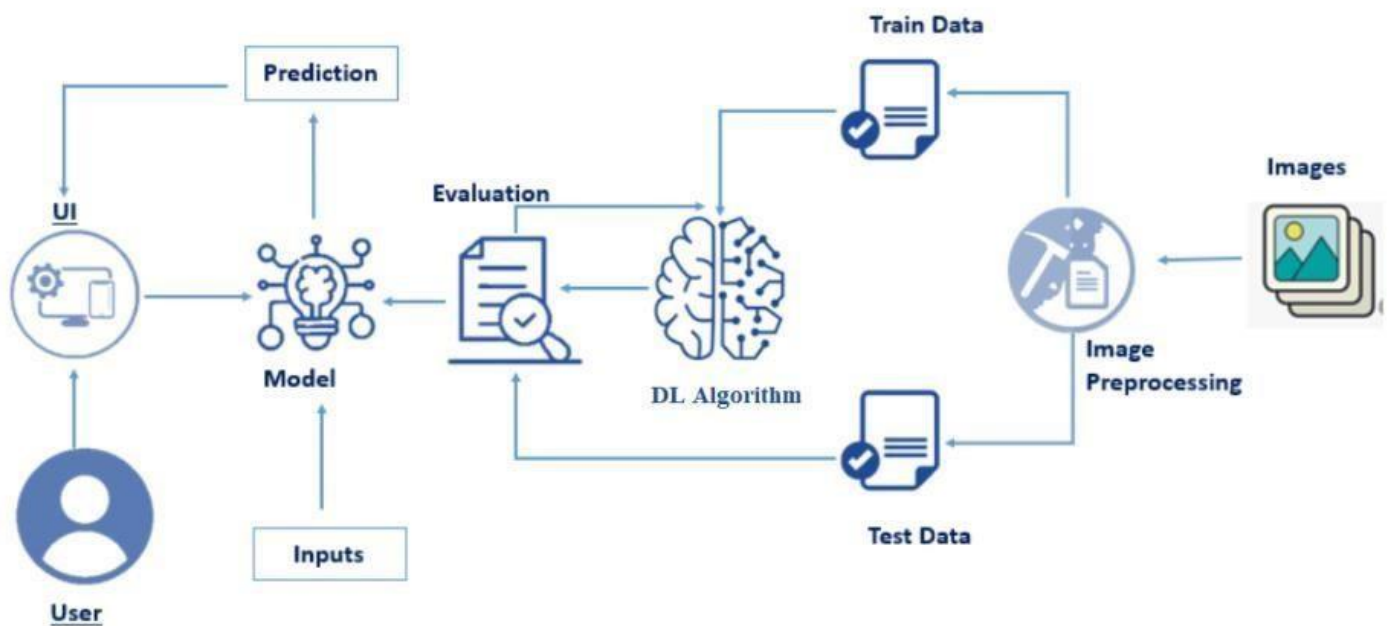 Train Data
Prediction
Images
Evaluation
UI
Image
Preprocessing
Model
DL Algorithm
Inputs
Test Data
User